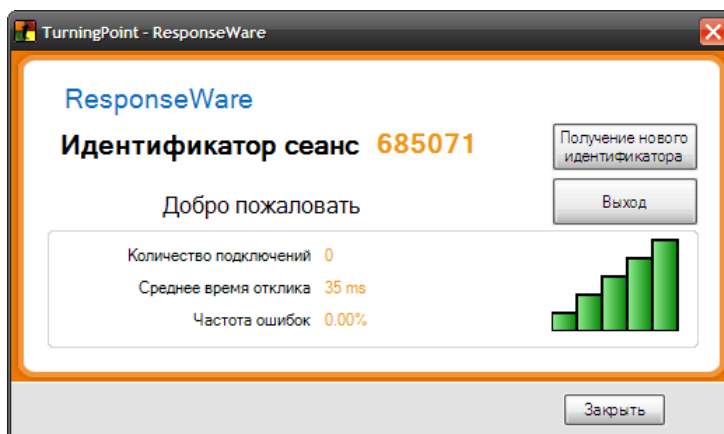 TurningPoint - ResponseWare
ResponseWare
Идентификатор сеанс 685071
Получение нового
идентификатора
Добро пожаловать
Выход
Количество подключений 0
Среднее время отклика 35 ms
Частота ошибок 0.00%
Закрыть